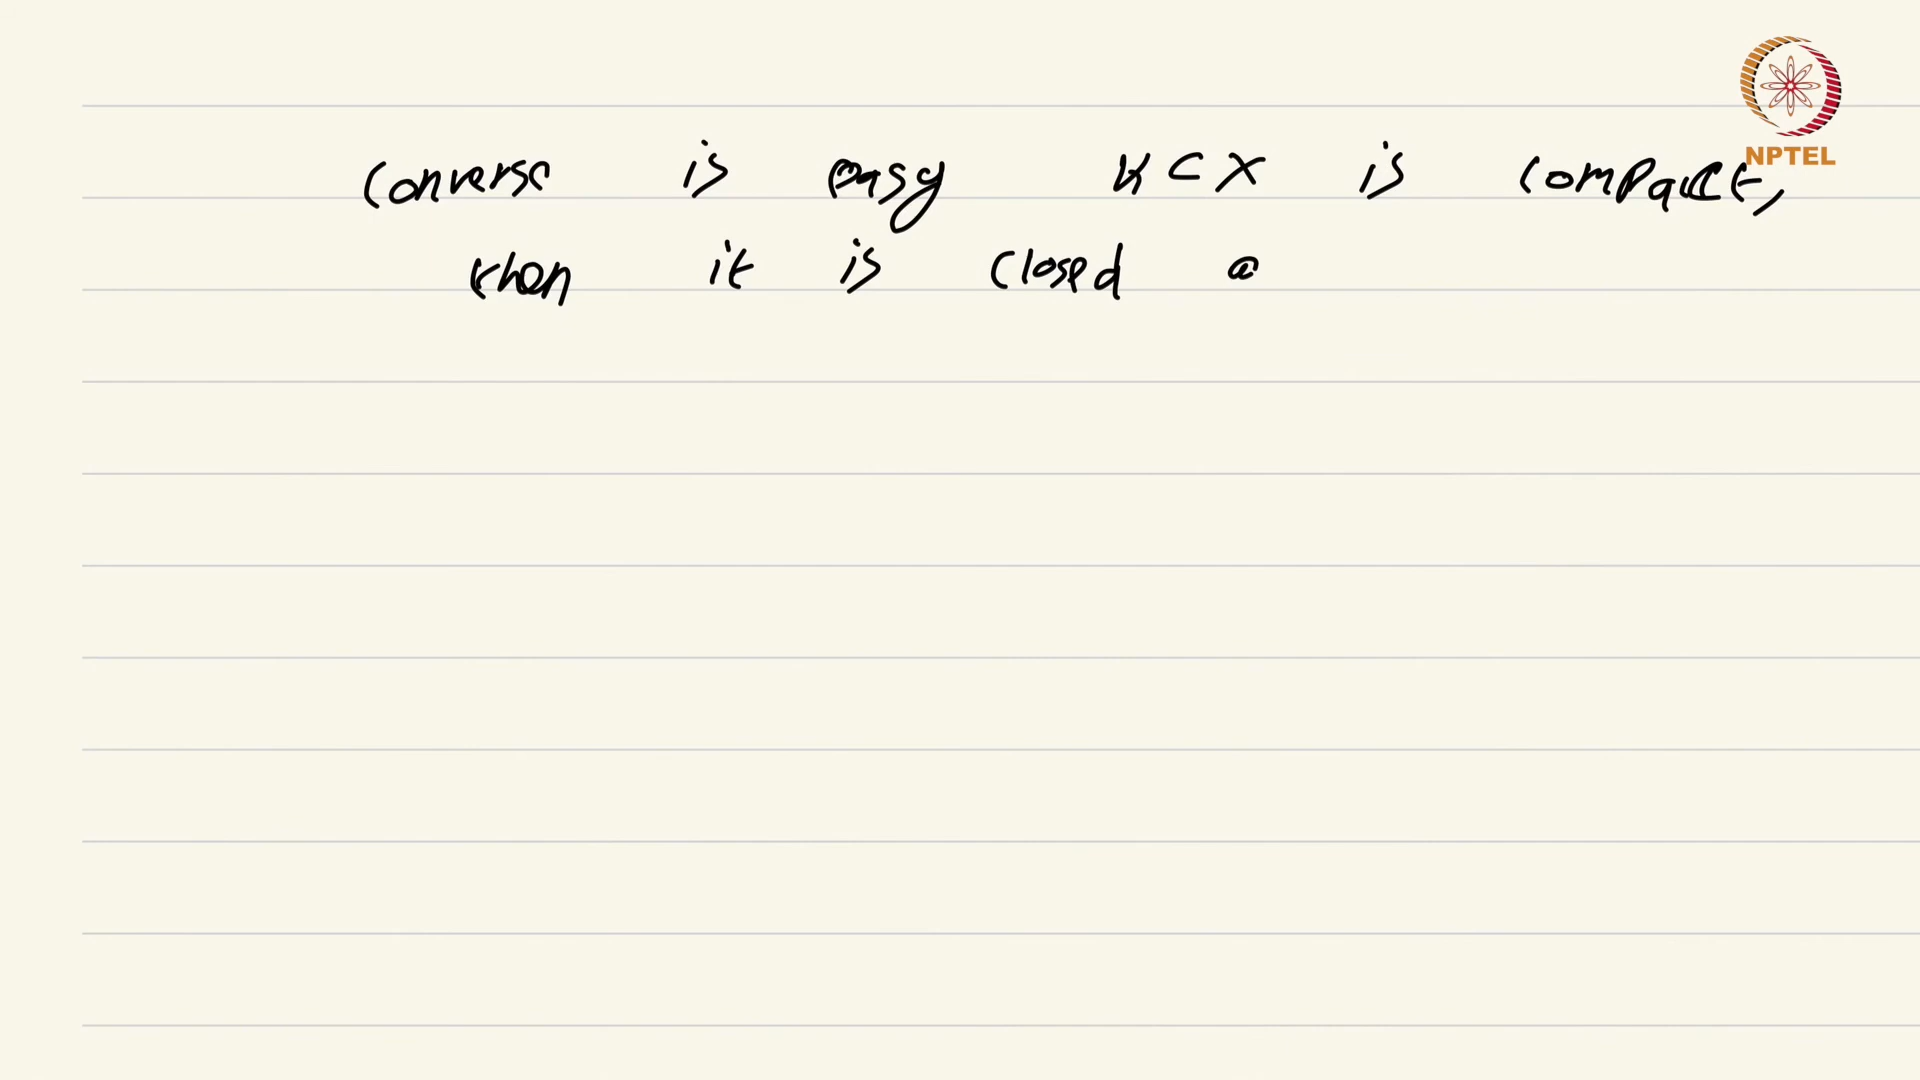 NPTEL
Converse is easy K ⊂ X is compact,
then it is closed a